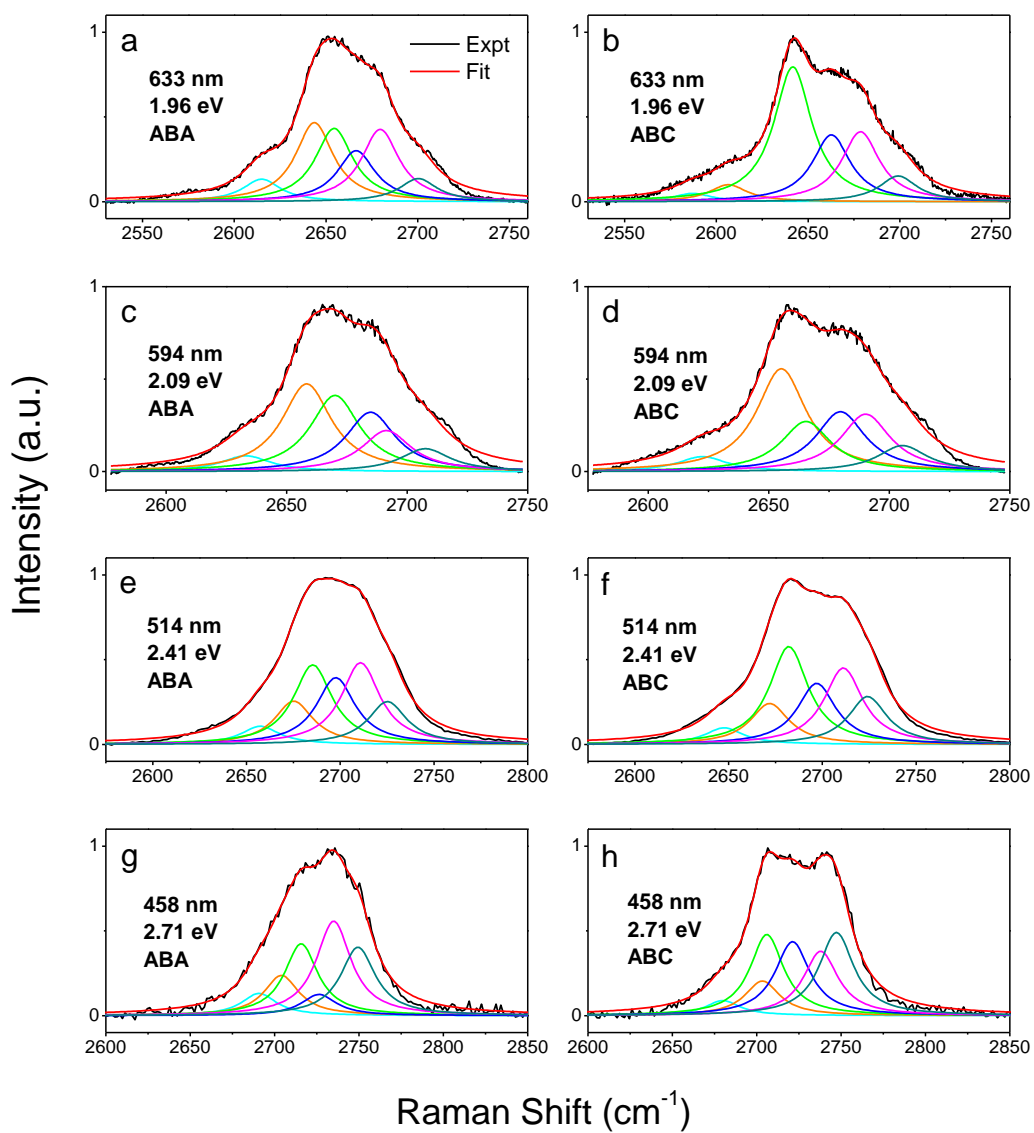 a
633 nm
1.96 eV
ABA
Expt
Fit
1
0
2550 2600 2650 2700 2750
b
633 nm
1.96 eV
ABC
1
0
2550 2600 2650 2700 2750
c
594 nm
2.09 eV
ABA
1
0
2600 2650 2700 2750
d
594 nm
2.09 eV
ABC
1
0
2600 2650 2700 2750
e
514 nm
2.41 eV
ABA
1
0
2600 2650 2700 2750 2800
f
514 nm
2.41 eV
ABC
1
0
2600 2650 2700 2750 2800
g
458 nm
2.71 eV
ABA
1
0
2600 2650 2700 2750 2800 2850
h
458 nm
2.71 eV
ABC
1
0
2600 2650 2700 2750 2800 2850
Intensity (a.u.)
Raman Shift (cm⁻¹)